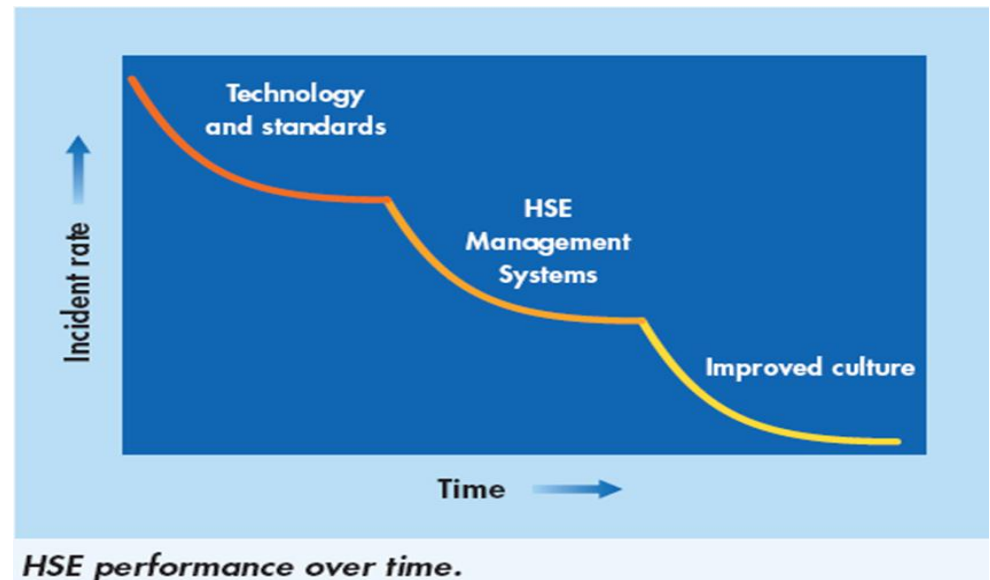 Technology
and standards
HSE
Management
Systems
Improved culture
Incident rate
Time
HSE performance over time.